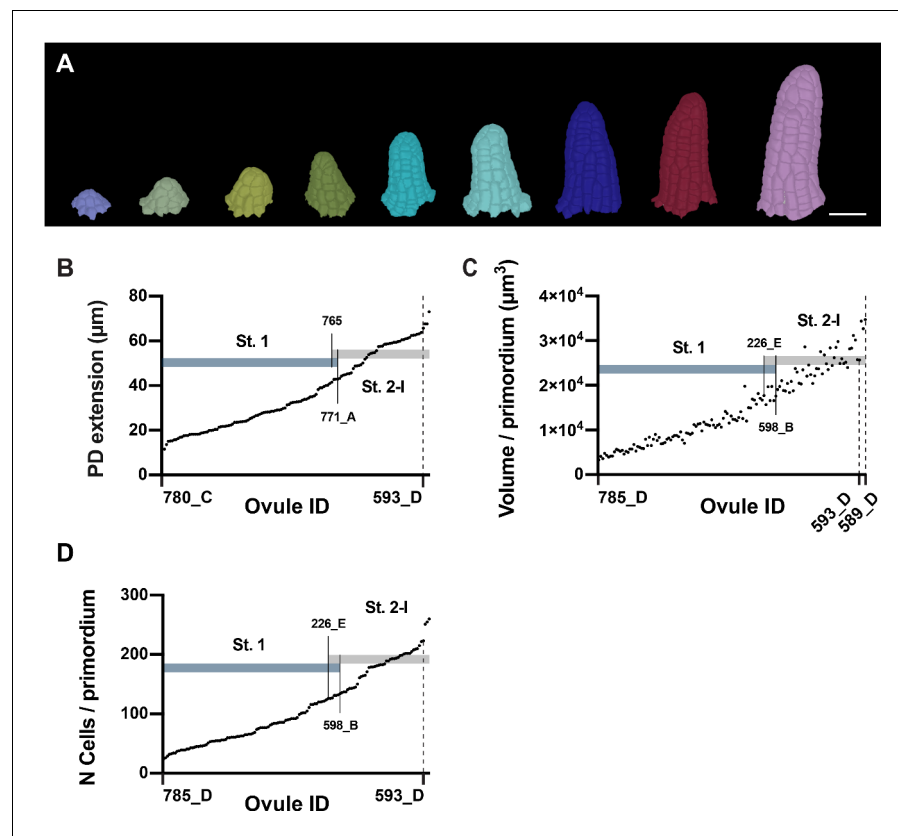 A
B
PD extension (μm)
80
60
40
20
0
St. 1
765
771_A
St. 2-I
780_C
Ovule ID
593_D
C
Volume / primordium (μm³)
4×10⁴
3×10⁴
2×10⁴
1×10⁴
0
St. 2-I
St. 1
226_E
598_B
785_D
Ovule ID
593_D
589_D
D
N Cells / primordium
300
200
100
0
St. 2-I
226_E
St. 1
598_B
785_D
Ovule ID
593_D